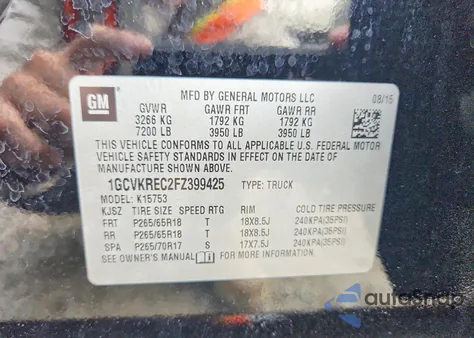 GM
MFD BY GENERAL MOTORS LLC
08/15
GVWR GAWR FRT GAWR RR
3266 KG 1792 KG 1792 KG
7200 LB 3950 LB 3950 LB
THIS VEHICLE CONFORMS TO ALL APPLICABLE U.S. FEDERAL MOTOR
VEHICLE SAFETY STANDARDS IN EFFECT ON THE DATE OF
MANUFACTURE SHOWN ABOVE.
1GCVKREC2FZ399425 TYPE: TRUCK
MODEL: K15753
KJSZ TIRE SIZE SPEED RTG RIM COLD TIRE PRESSURE
FRT P265/65R18 T 18X8.5J 240KPA(35PSI)
RR P265/65R18 T 18X8.5J 240KPA(35PSI)
SPA P265/70R17 T 17X7.5J 240KPA(35PSI)
SEE OWNER'S MANUAL FOR MORE INFORMATION.
autoSnap